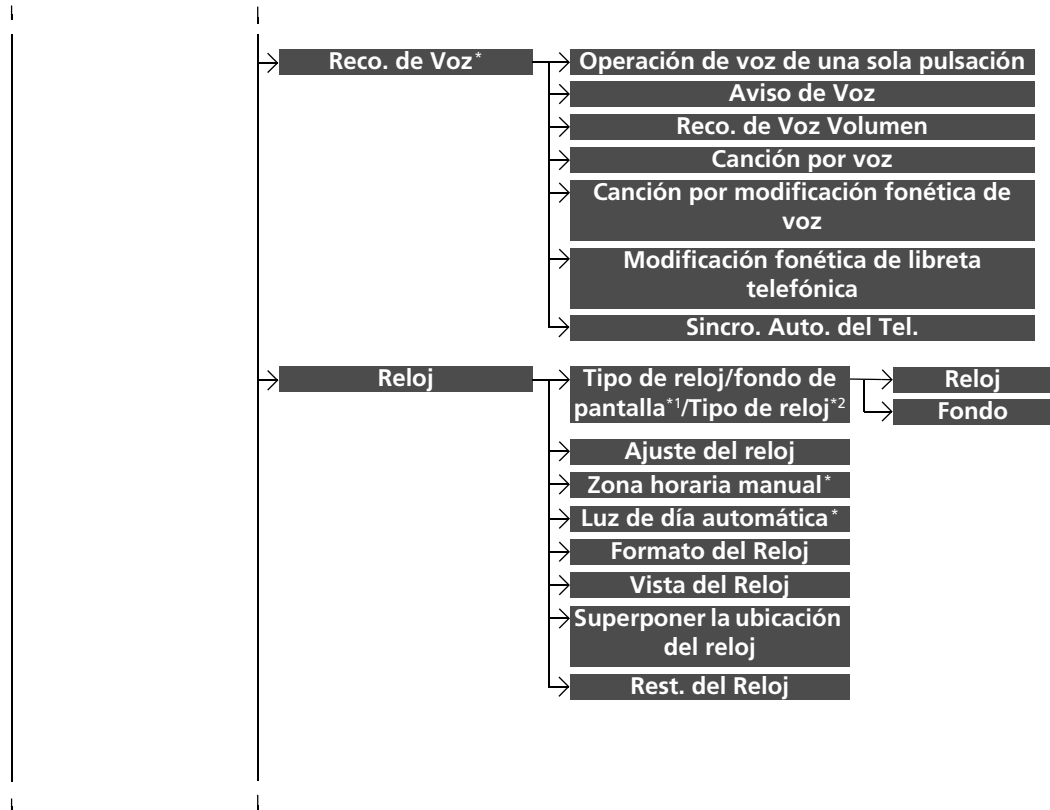 Reco. de Voz*
Operación de voz de una sola pulsación
Aviso de Voz
Reco. de Voz Volumen
Canción por voz
Canción por modificación fonética de
voz
Modificación fonética de libreta
telefónica
Sincro. Auto. del Tel.
Reloj
Tipo de reloj/fondo de
pantalla*1/Tipo de reloj*2
Reloj
Fondo
Ajuste del reloj
Zona horaria manual*
Luz de día automática*
Formato del Reloj
Vista del Reloj
Superponer la ubicación
del reloj
Rest. del Reloj